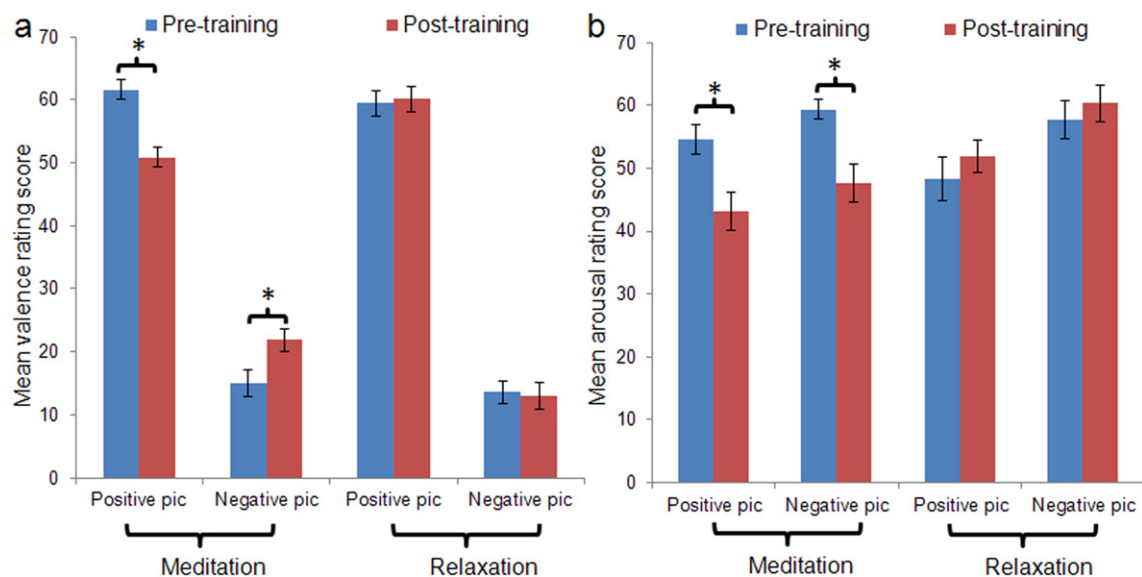 a
Pre-training Post-training
70
60
50
40
30
20
10
0
Mean valence rating score
*
*
Positive pic Negative pic Positive pic Negative pic
Meditation Relaxation
b
Pre-training Post-training
70
60
50
40
30
20
10
0
Mean arousal rating score
*
*
Positive pic Negative pic Positive pic Negative pic
Meditation Relaxation